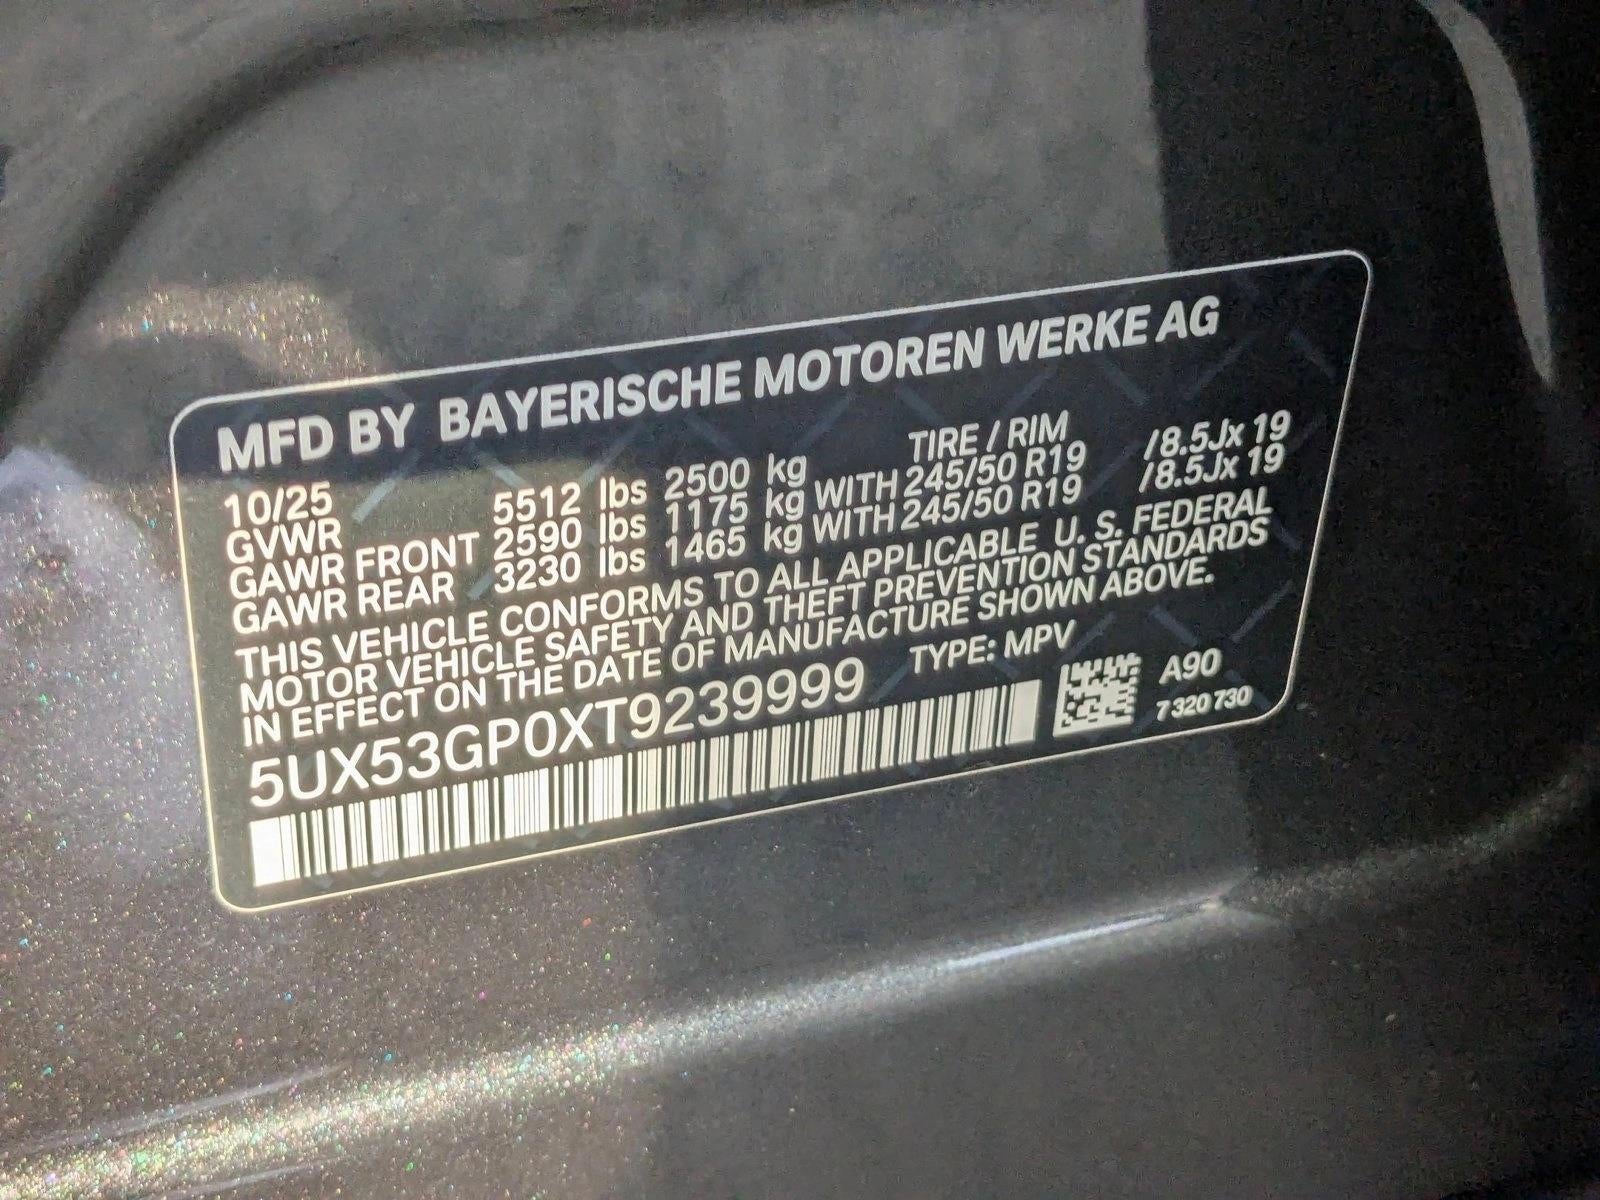 MFD BY BAYERISCHE MOTOREN WERKE AG
10/25 TIRE / RIM
GVWR 5512 lbs 2500 kg
GAWR FRONT 2590 lbs 1175 kg WITH 245/50 R19 /8.5Jx 19
GAWR REAR 3230 lbs 1465 kg WITH 245/50 R19 /8.5Jx 19
THIS VEHICLE CONFORMS TO ALL APPLICABLE U. S. FEDERAL
MOTOR VEHICLE SAFETY AND THEFT PREVENTION STANDARDS
IN EFFECT ON THE DATE OF MANUFACTURE SHOWN ABOVE.
5UX53GP0XT9239999 TYPE: MPV
A90
7 320 730